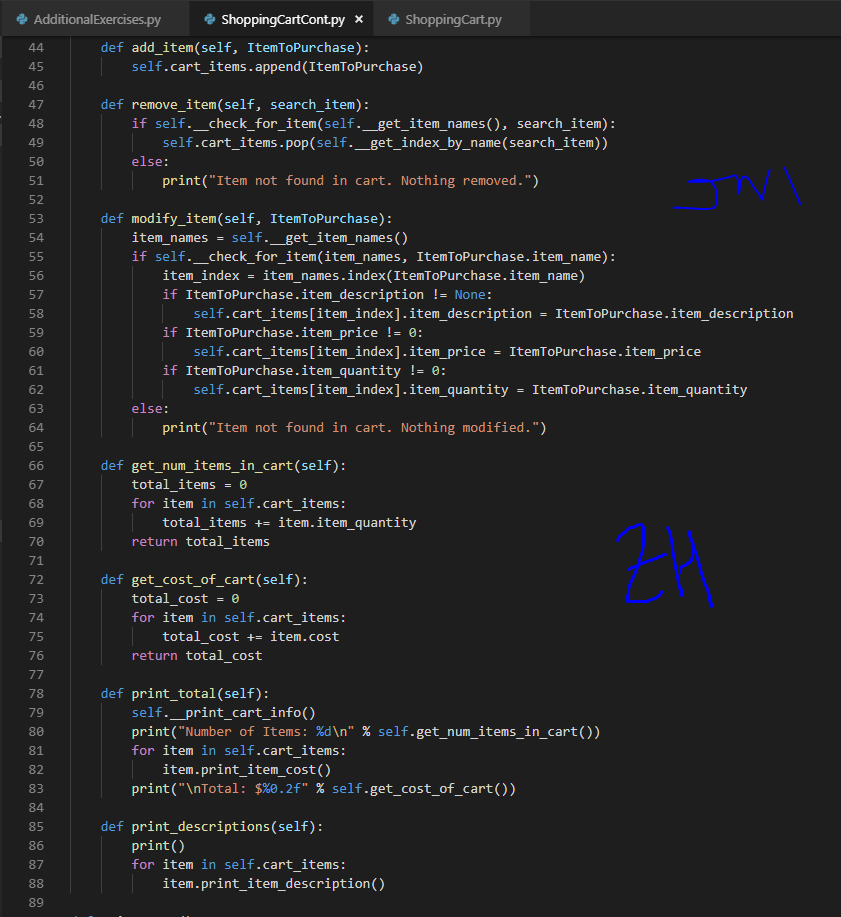 AdditionalExercises.py ShoppingCartCont.py × ShoppingCart.py
44 def add_item(self, ItemToPurchase):
45 self.cart_items.append(ItemToPurchase)
46
47 def remove_item(self, search_item):
48 if self.__check_for_item(self.__get_item_names(), search_item):
49 self.cart_items.pop(self.__get_index_by_name(search_item))
50 else:
51 print("Item not found in cart. Nothing removed.")
52
53 def modify_item(self, ItemToPurchase):
54 item_names = self.__get_item_names()
55 if self.__check_for_item(item_names, ItemToPurchase.item_name):
56 item_index = item_names.index(ItemToPurchase.item_name)
57 if ItemToPurchase.item_description != None:
58 self.cart_items[item_index].item_description = ItemToPurchase.item_description
59 if ItemToPurchase.item_price != 0:
60 self.cart_items[item_index].item_price = ItemToPurchase.item_price
61 if ItemToPurchase.item_quantity != 0:
62 self.cart_items[item_index].item_quantity = ItemToPurchase.item_quantity
63 else:
64 print("Item not found in cart. Nothing modified.")
65
66 def get_num_items_in_cart(self):
67 total_items = 0
68 for item in self.cart_items:
69 total_items += item.item_quantity
70 return total_items
71
72 def get_cost_of_cart(self):
73 total_cost = 0
74 for item in self.cart_items:
75 total_cost += item.cost
76 return total_cost
77
78 def print_total(self):
79 self.__print_cart_info()
80 print("Number of Items: %d\n" % self.get_num_items_in_cart())
81 for item in self.cart_items:
82 item.print_item_cost()
83 print("\nTotal: $%0.2f" % self.get_cost_of_cart())
84
85 def print_descriptions(self):
86 print()
87 for item in self.cart_items:
88 item.print_item_description()
89